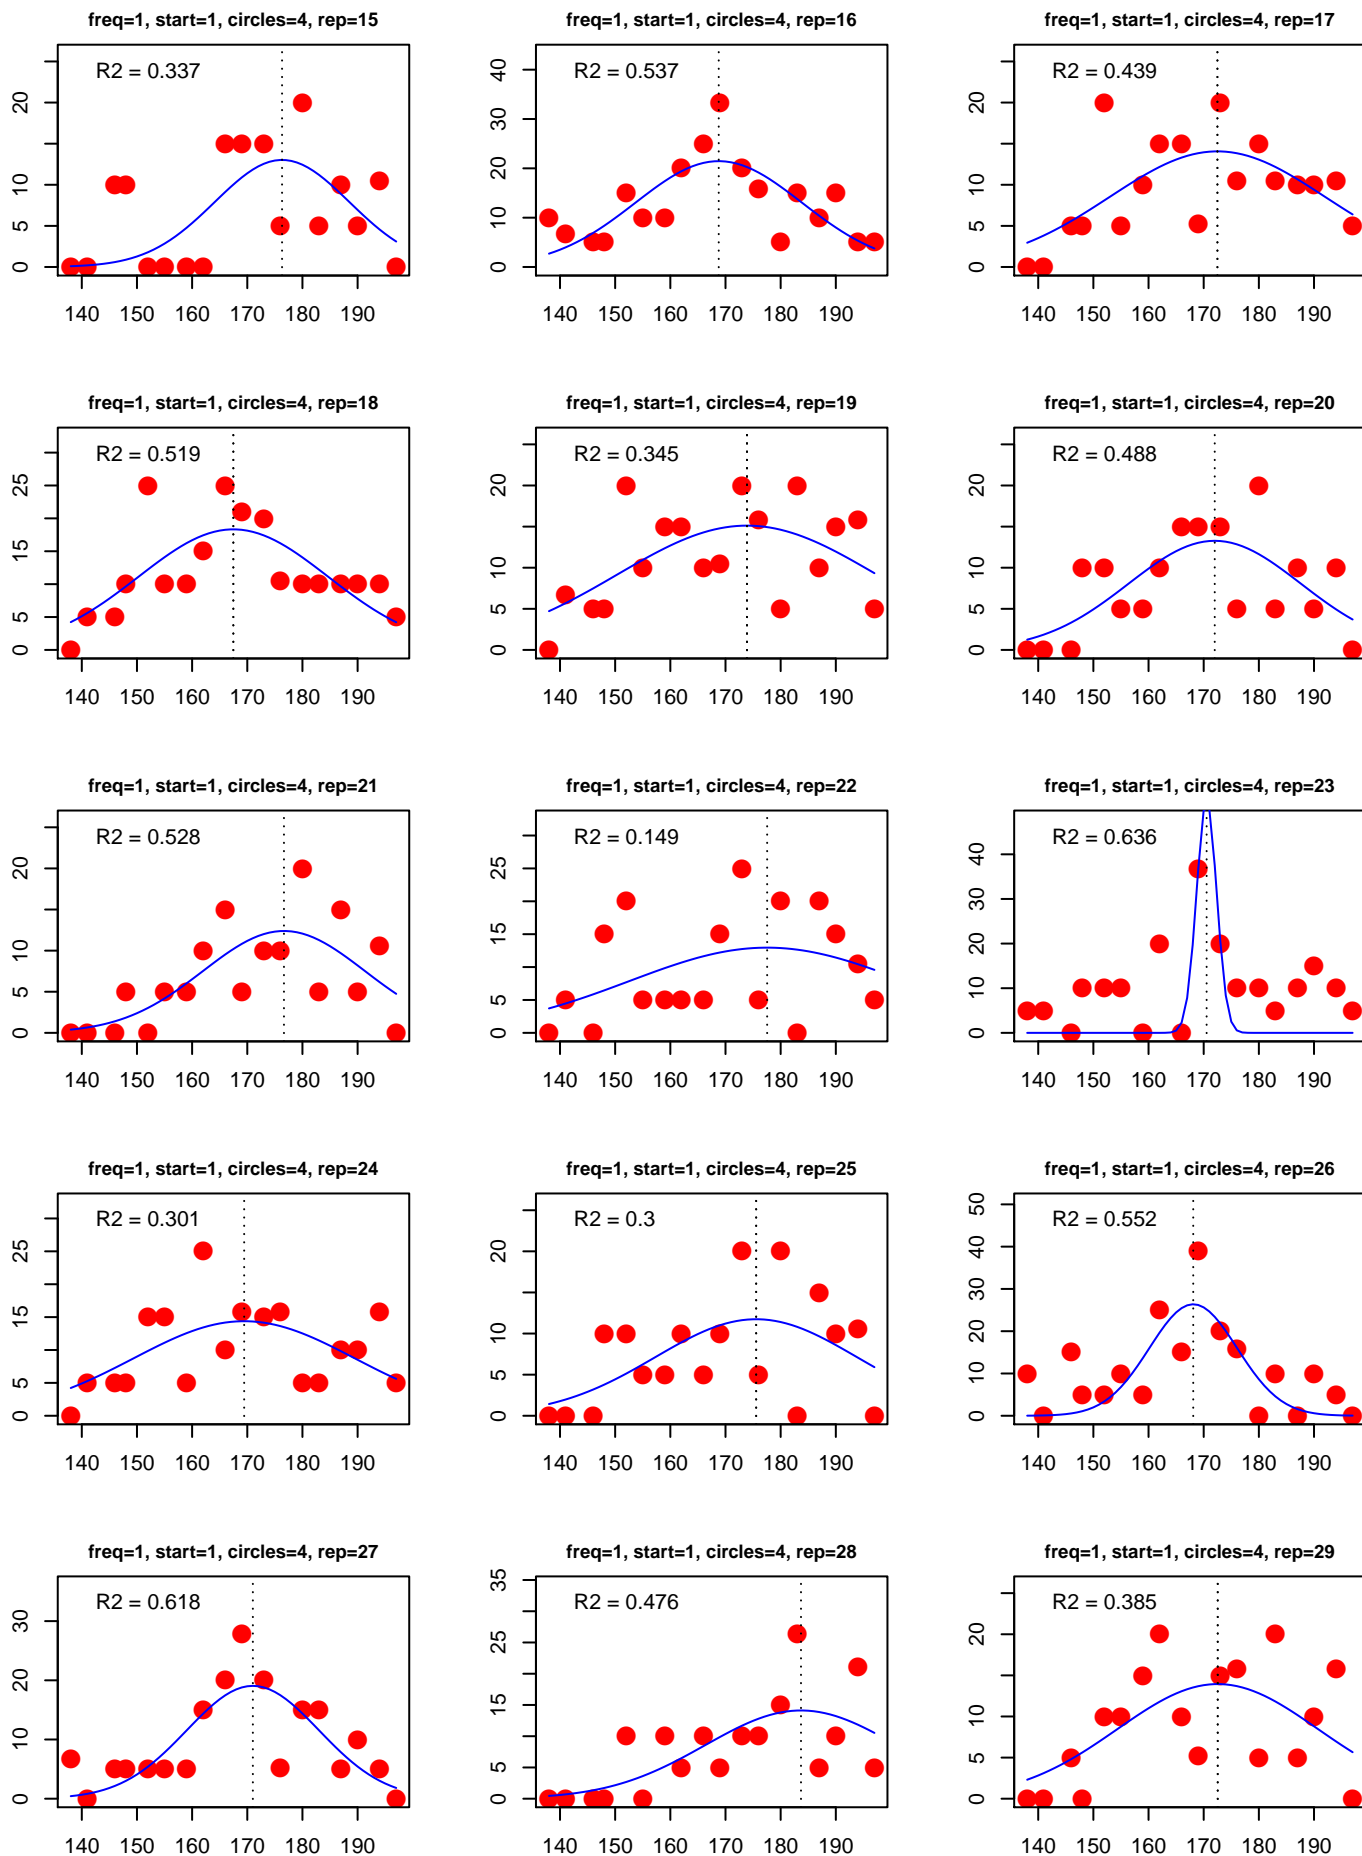 freq=1, start=1, circles=4, rep=15
R2 = 0.337
0 5 10 20
140 150 160 170 180 190
freq=1, start=1, circles=4, rep=16
R2 = 0.537
0 10 20 30 40
140 150 160 170 180 190
freq=1, start=1, circles=4, rep=17
R2 = 0.439
0 5 10 20
140 150 160 170 180 190
freq=1, start=1, circles=4, rep=18
R2 = 0.519
0 5 15 25
140 150 160 170 180 190
freq=1, start=1, circles=4, rep=19
R2 = 0.345
0 5 10 20
140 150 160 170 180 190
freq=1, start=1, circles=4, rep=20
R2 = 0.488
0 5 10 20
140 150 160 170 180 190
freq=1, start=1, circles=4, rep=21
R2 = 0.528
0 5 10 20
140 150 160 170 180 190
freq=1, start=1, circles=4, rep=22
R2 = 0.149
0 5 15 25
140 150 160 170 180 190
freq=1, start=1, circles=4, rep=23
R2 = 0.636
0 10 20 30 40
140 150 160 170 180 190
freq=1, start=1, circles=4, rep=24
R2 = 0.301
0 5 15 25
140 150 160 170 180 190
freq=1, start=1, circles=4, rep=25
R2 = 0.3
0 5 10 20
140 150 160 170 180 190
freq=1, start=1, circles=4, rep=26
R2 = 0.552
0 10 20 30 40 50
140 150 160 170 180 190
freq=1, start=1, circles=4, rep=27
R2 = 0.618
0 10 20 30
140 150 160 170 180 190
freq=1, start=1, circles=4, rep=28
R2 = 0.476
0 5 15 25 35
140 150 160 170 180 190
freq=1, start=1, circles=4, rep=29
R2 = 0.385
0 5 10 20
140 150 160 170 180 190